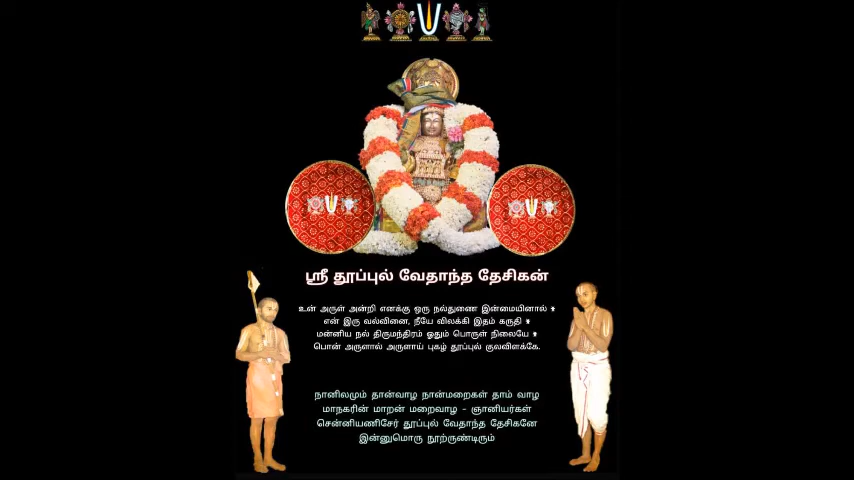 ஸ்ரீ தூப்புல் வேதாந்த தேசிகன்
உன் அருள் அன்றி எனக்கு ஒரு நல்துணை இன்மையினால் *
என் இரு வல்வினை, நீயே விலக்கி இதம் கருதி *
மன்னிய நல் திருமந்திரம் ஓதும் பொருள் நிலையே *
பொன் அருளால் அருளாய் புகழ் தூப்புல் குலவிளக்கே.
நானிலமும் தான்வாழ நான்மறைகள் தாம் வாழ
மாநகரின் மாறன் மறைவாழ - ஞானியர்கள்
சென்னியணிசேர் தூப்புல் வேதாந்த தேசிகனே
இன்னுமொரு நூற்ருண்டிரும்